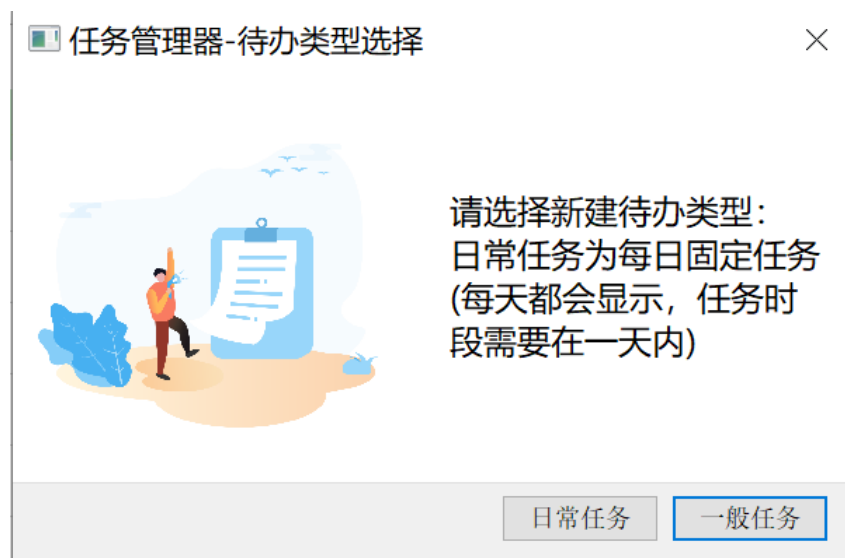 任务管理器-待办类型选择
请选择新建待办类型：
日常任务为每日固定任务
(每天都会显示，任务时
段需要在一天内)
日常任务
一般任务